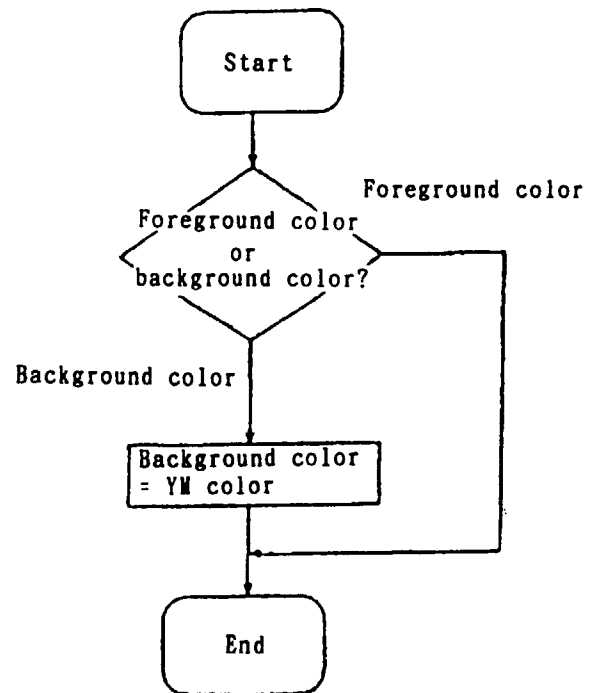 Start
Foreground color
Foreground color
or
background color?
Background color
Background color
= YM color
End